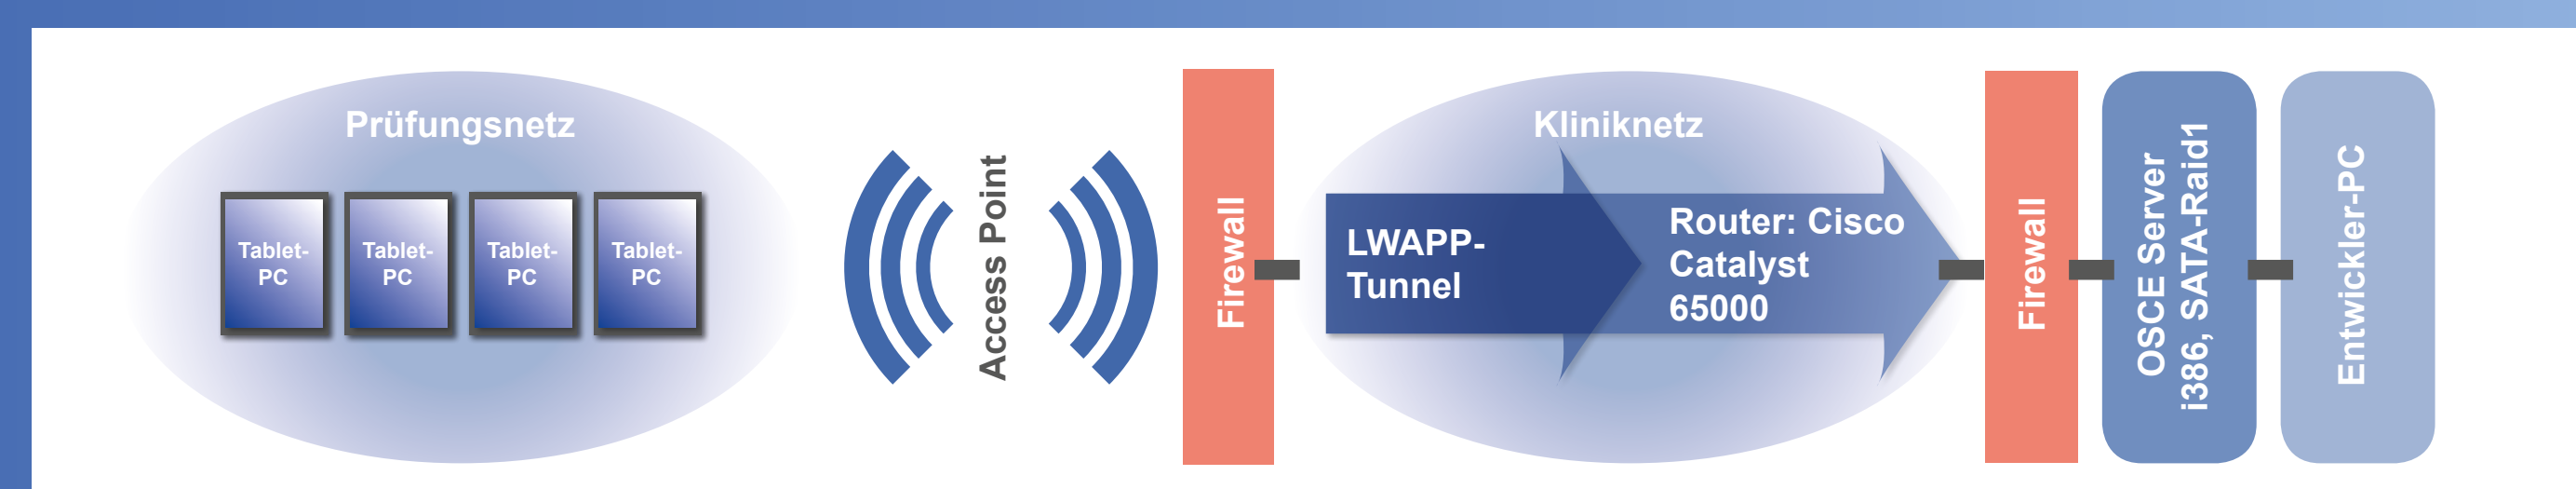 Prüfungsnetz
Tablet-
PC
Tablet-
PC
Tablet-
PC
Tablet-
PC
Access Point
Firewall
Kliniknetz
LWAPP-
Tunnel
Router: Cisco
Catalyst
65000
Firewall
OSCE Server
i386, SATA-Raid1
Entwickler-PC